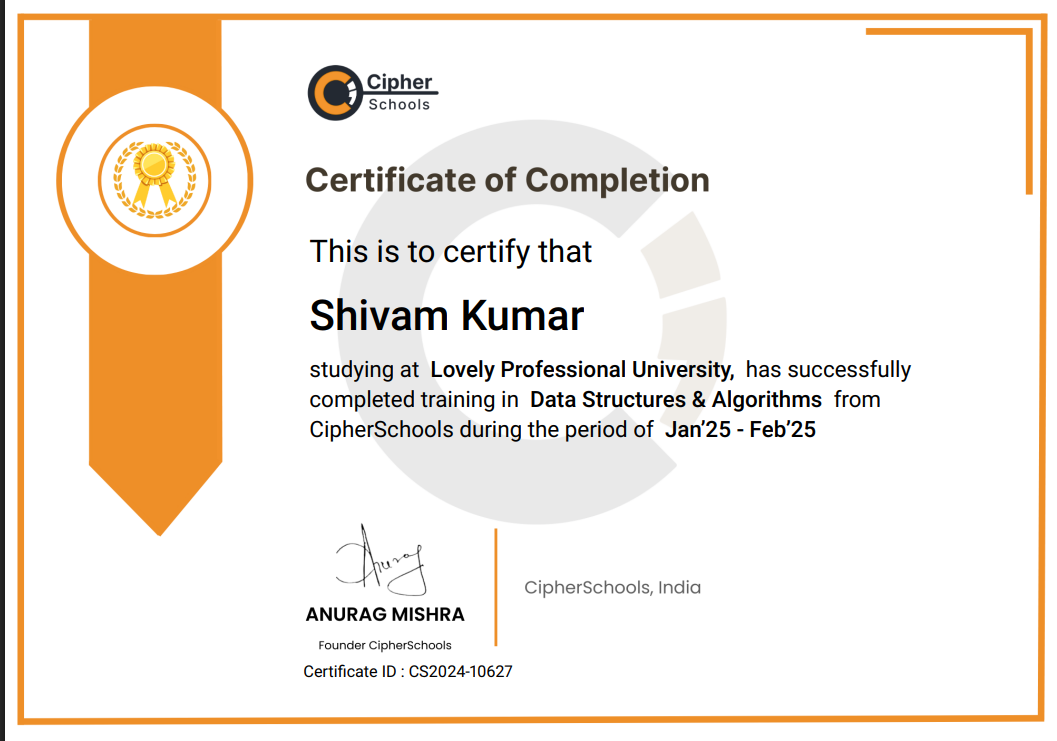 Cipher
Schools
Certificate of Completion
This is to certify that
Shivam Kumar
studying at Lovely Professional University, has successfully
completed training in Data Structures & Algorithms from
CipherSchools during the period of Jan’25 - Feb’25
Anurag
ANURAG MISHRA
Founder CipherSchools
CipherSchools, India
Certificate ID : CS2024-10627